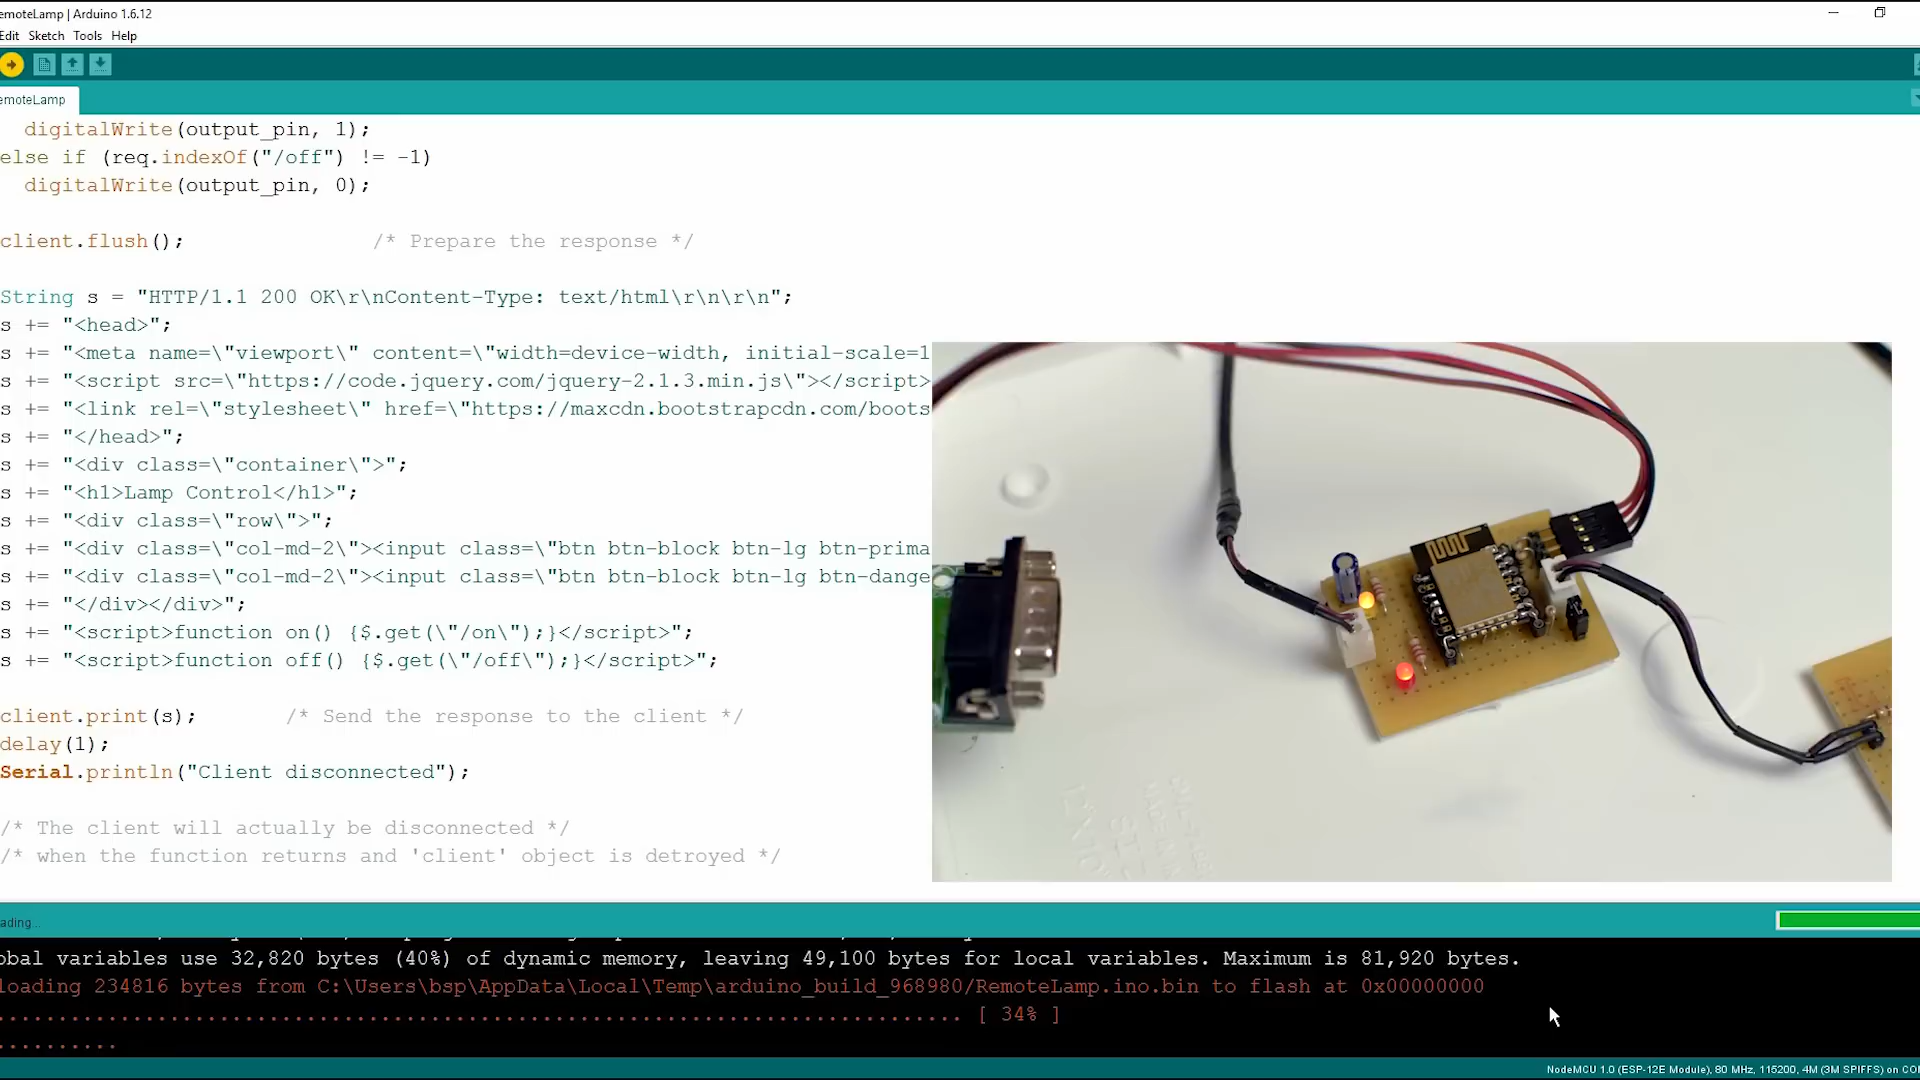 emoteLamp | Arduino 1.6.12
Edit Sketch Tools Help
emoteLamp
digitalWrite(output_pin, 1);
else if (req.indexOf("/off") != -1)
digitalWrite(output_pin, 0);
client.flush(); /* Prepare the response */
String s = "HTTP/1.1 200 OK\r\nContent-Type: text/html\r\n\r\n";
s += "<head>";
s += "<meta name=\"viewport\" content=\"width=device-width, initial-scale=1
s += "<script src=\"https://code.jquery.com/jquery-2.1.3.min.js\"></script>
s += "<link rel=\"stylesheet\" href=\"https://maxcdn.bootstrapcdn.com/boots
s += "</head>";
s += "<div class=\"container\">";
s += "<h1>Lamp Control</h1>";
s += "<div class=\"row\">";
s += "<div class=\"col-md-2\"><input class=\"btn btn-block btn-lg btn-prima
s += "<div class=\"col-md-2\"><input class=\"btn btn-block btn-lg btn-dange
s += "</div></div>";
s += "<script>function on() {$.get(\"/on\");}</script>";
s += "<script>function off() {$.get(\"/off\");}</script>";
client.print(s); /* Send the response to the client */
delay(1);
Serial.println("Client disconnected");
/* The client will actually be disconnected */
/* when the function returns and 'client' object is detroyed */
ading...
obal variables use 32,820 bytes (40%) of dynamic memory, leaving 49,100 bytes for local variables. Maximum is 81,920 bytes.
loading 234816 bytes from C:\Users\bsp\AppData\Local\Temp\arduino_build_968980/RemoteLamp.ino.bin to flash at 0x00000000
................................................................................ [ 34% ]
..........
NodeMCU 1.0 (ESP-12E Module), 80 MHz, 115200, 4M (3M SPIFFS) on CO